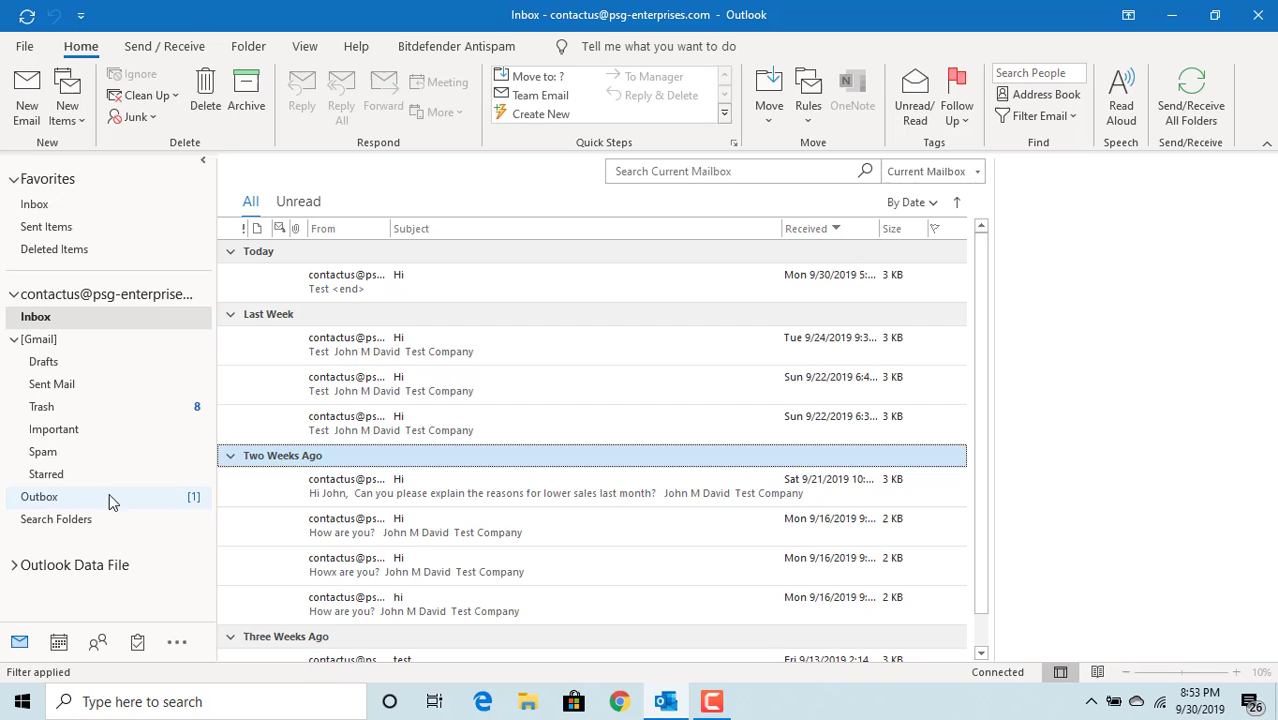 Inbox - contactus@psg-enterprises.com - Outlook
File Home Send / Receive Folder View Help Bitdefender Antispam Tell me what you want to do
New Email
New Items
New
Ignore
Clean Up
Junk
Delete
Archive
Delete
Reply
Reply All
Forward
Meeting
More
Respond
Move to: ?
Team Email
Create New
To Manager
Reply & Delete
Quick Steps
Move
Rules
OneNote
Move
Unread/ Read
Follow Up
Tags
Search People
Address Book
Filter Email
Find
Read Aloud
Speech
Send/Receive All Folders
Send/Receive
Favorites
Inbox
Sent Items
Deleted Items
contactus@psg-enterprise...
Inbox
[Gmail]
Drafts
Sent Mail
Trash 8
Important
Spam
Starred
Outbox [1]
Search Folders
Outlook Data File
Search Current Mailbox Current Mailbox
All Unread By Date
! From Subject Received Size
Today
contactus@ps... Hi Mon 9/30/2019 5:... 3 KB
Test <end>
Last Week
contactus@ps... Hi Tue 9/24/2019 9:3... 3 KB
Test John M David Test Company
contactus@ps... Hi Sun 9/22/2019 6:4... 3 KB
Test John M David Test Company
contactus@ps... Hi Sun 9/22/2019 6:3... 3 KB
Test John M David Test Company
Two Weeks Ago
contactus@ps... Hi Sat 9/21/2019 10:... 3 KB
Hi John, Can you please explain the reasons for lower sales last month? John M David Test Company
contactus@ps... Hi Mon 9/16/2019 9:... 2 KB
How are you? John M David Test Company
contactus@ps... Hi Mon 9/16/2019 9:... 2 KB
Howx are you? John M David Test Company
contactus@ps... hi Mon 9/16/2019 9:... 2 KB
How are you? John M David Test Company
Three Weeks Ago
contactus@ps... test Fri 9/13/2019 2:14... 3 KB
Filter applied Connected 10%
Type here to search
8:53 PM
9/30/2019
26